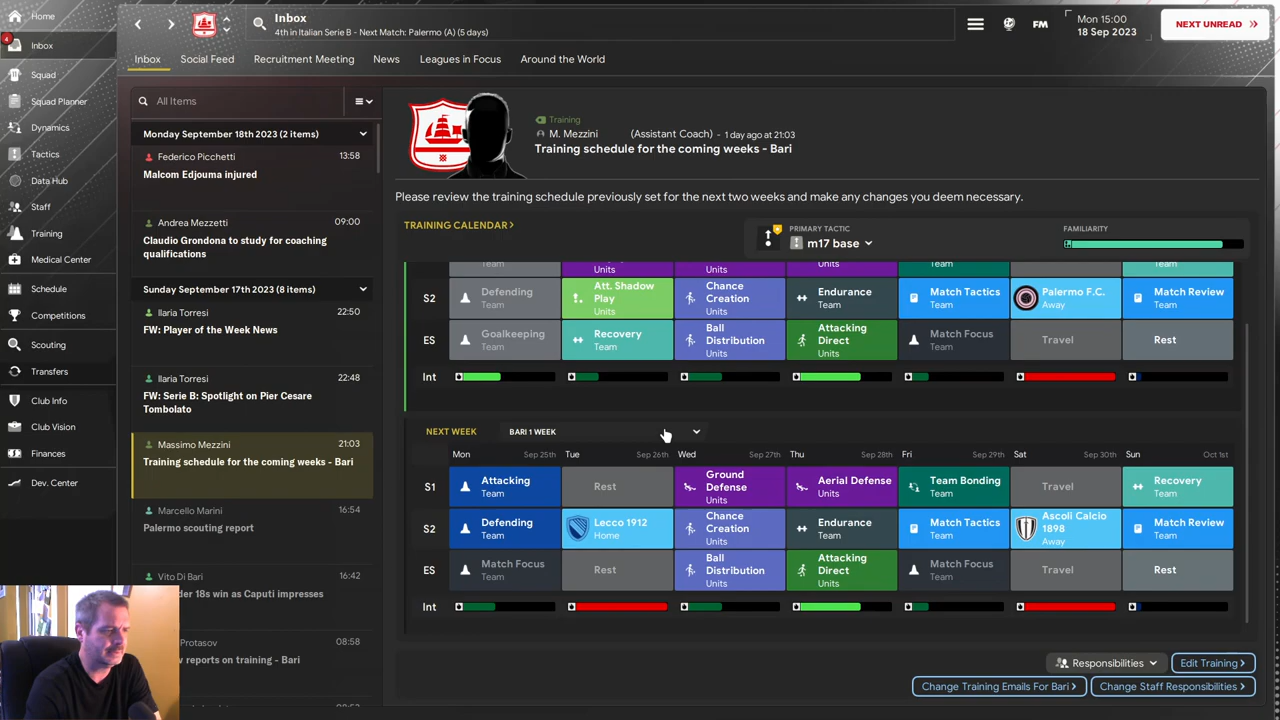 Home
Inbox
4
Squad
Squad Planner
Dynamics
Tactics
Data Hub
Staff
Training
Medical Center
Schedule
Competitions
Scouting
Transfers
Club Info
Club Vision
Finances
Dev. Center
Inbox
4th in Italian Serie B - Next Match: Palermo (A) (5 days)
FM
Mon 15:00
18 Sep 2023
NEXT UNREAD
Inbox Social Feed Recruitment Meeting News Leagues in Focus Around the World
All Items
Monday September 18th 2023 (2 items)
Federico Picchetti 13:58
Malcom Edjouma injured
Andrea Mezzetti 09:00
Claudio Grondona to study for coaching
qualifications
Sunday September 17th 2023 (8 items)
Ilaria Torresi 22:50
FW: Player of the Week News
Ilaria Torresi 22:48
FW: Serie B: Spotlight on Pier Cesare
Tombolato
Massimo Mezzini 21:03
Training schedule for the coming weeks - Bari
Marcello Marini 16:54
Palermo scouting report
Vito Di Bari 16:42
der 18s win as Caputi impresses
Protasov 08:58
reports on training - Bari
Training
M. Mezzini (Assistant Coach) - 1 day ago at 21:03
Training schedule for the coming weeks - Bari
Please review the training schedule previously set for the next two weeks and make any changes you deem necessary.
TRAINING CALENDAR
PRIMARY TACTIC
m17 base
FAMILIARITY
Team Units Units Units Team Team
S2 Defending Team Att. Shadow Play Units Chance Creation Units Endurance Team Match Tactics Team Palermo F.C. Away Match Review Team
ES Goalkeeping Team Recovery Team Ball Distribution Units Attacking Direct Units Match Focus Team Travel Rest
Int
NEXT WEEK BARI 1 WEEK
Mon Sep 25th Tue Sep 26th Wed Sep 27th Thu Sep 28th Fri Sep 29th Sat Sep 30th Sun Oct 1st
S1 Attacking Team Rest Ground Defense Units Aerial Defense Units Team Bonding Team Travel Recovery Team
S2 Defending Team Lecco 1912 Home Chance Creation Units Endurance Team Match Tactics Team Ascoli Calcio 1898 Away Match Review Team
ES Match Focus Team Rest Ball Distribution Units Attacking Direct Units Match Focus Team Travel Rest
Int
Responsibilities Edit Training
Change Training Emails For Bari Change Staff Responsibilities